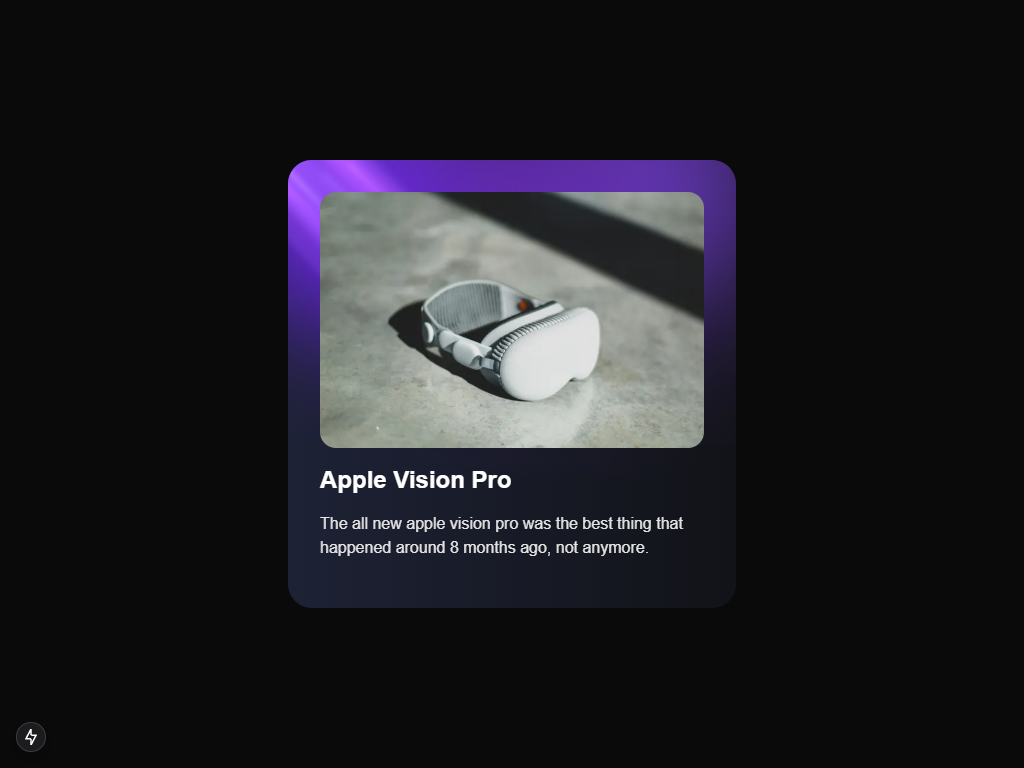 Apple Vision Pro
The all new apple vision pro was the best thing that
happened around 8 months ago, not anymore.